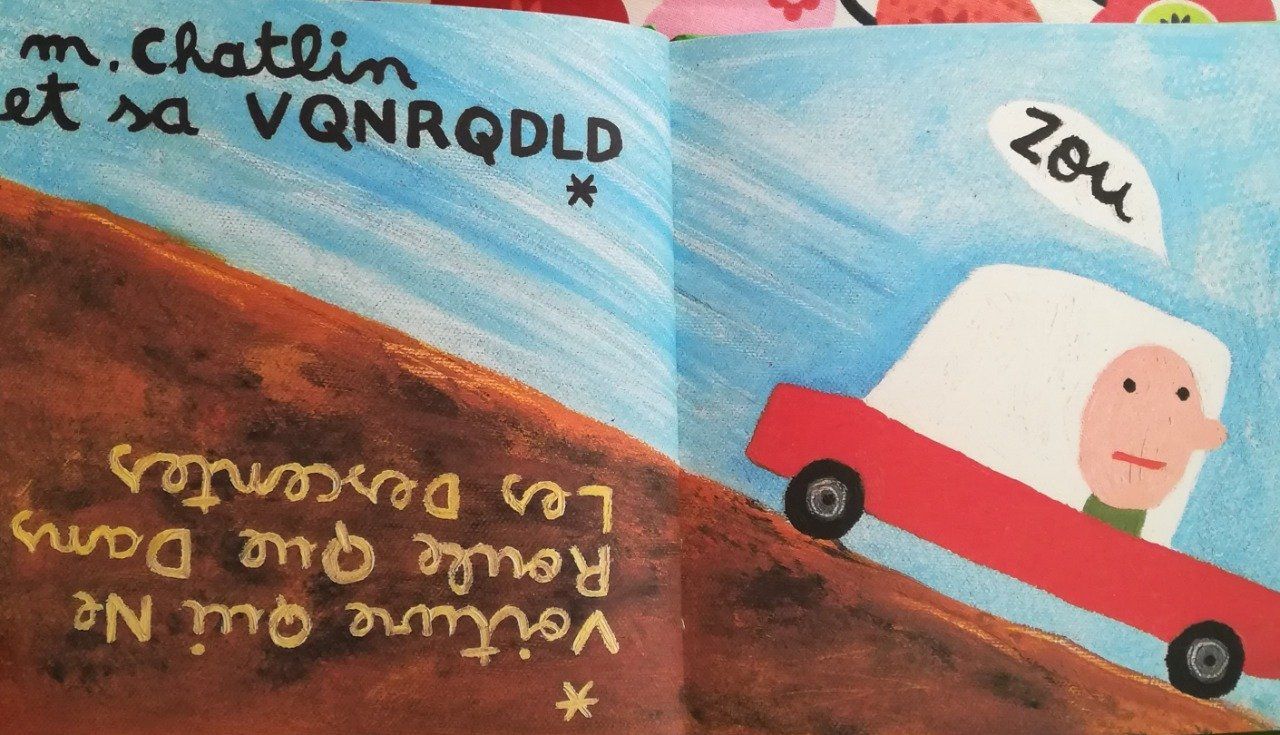 m. Chatlin
et sa VQNRQDLD
*
ZOU
* Voiture Qui Ne
Roule Que Dans
Les Descentes